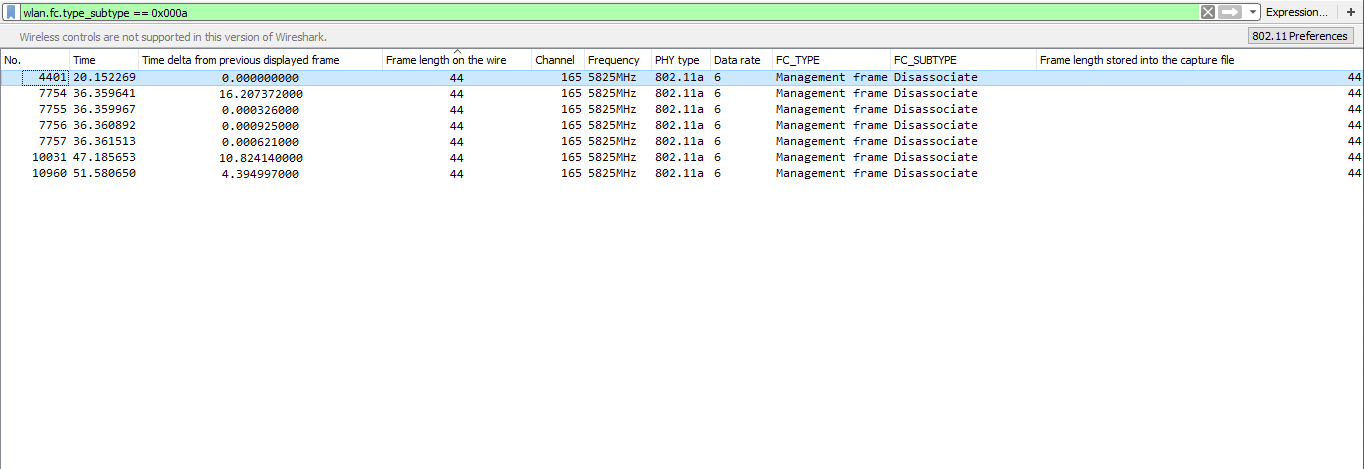 wlan.fc.type_subtype == 0x000a Expression... +
Wireless controls are not supported in this version of Wireshark. 802.11 Preferences
No. Time Time delta from previous displayed frame Frame length on the wire Channel Frequency PHY type Data rate FC_TYPE FC_SUBTYPE Frame length stored into the capture file
4401 20.152269 0.000000000 44 165 5825MHz 802.11a 6 Management frame Disassociate 44
7754 36.359641 16.207372000 44 165 5825MHz 802.11a 6 Management frame Disassociate 44
7755 36.359967 0.000326000 44 165 5825MHz 802.11a 6 Management frame Disassociate 44
7756 36.360892 0.000925000 44 165 5825MHz 802.11a 6 Management frame Disassociate 44
7757 36.361513 0.000621000 44 165 5825MHz 802.11a 6 Management frame Disassociate 44
10031 47.185653 10.824140000 44 165 5825MHz 802.11a 6 Management frame Disassociate 44
10960 51.580650 4.394997000 44 165 5825MHz 802.11a 6 Management frame Disassociate 44